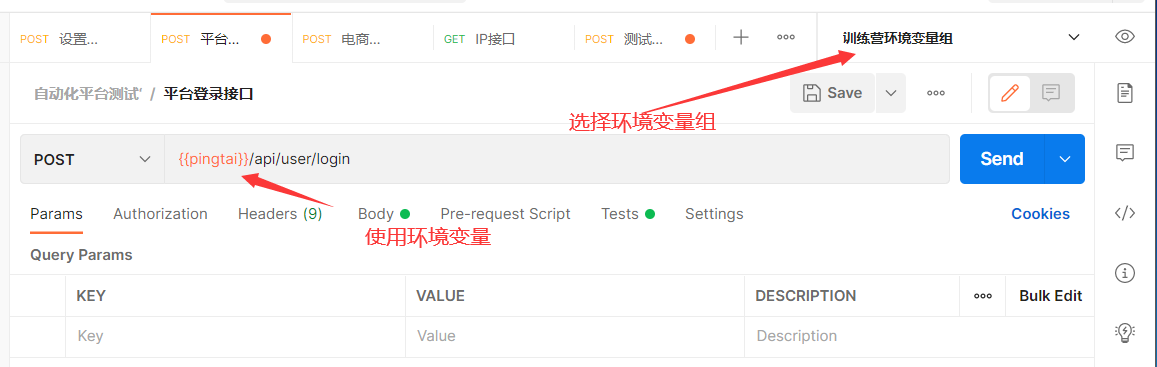 POST 设置... POST 平台... POST 电商... GET IP接口 POST 测试... 训练营环境变量组
自动化平台测试' / 平台登录接口 Save
选择环境变量组
POST {{pingtai}}/api/user/login Send
Params Authorization Headers (9) Body Pre-request Script Tests Settings Cookies
使用环境变量
Query Params
KEY VALUE DESCRIPTION Bulk Edit
Key Value Description